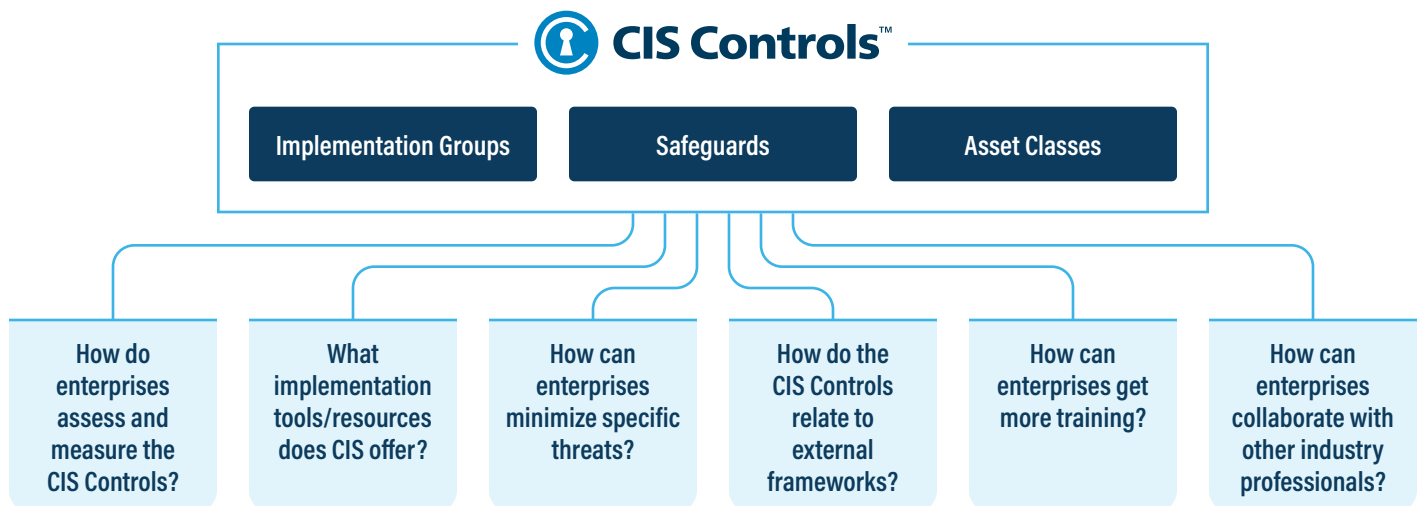 CIS Controls™
Implementation Groups
Safeguards
Asset Classes
How do
enterprises
assess and
measure the
CIS Controls?
What
implementation
tools/resources
does CIS offer?
How can
enterprises
minimize specific
threats?
How do the
CIS Controls
relate to
external
frameworks?
How can
enterprises get
more training?
How can
enterprises
collaborate with
other industry
professionals?